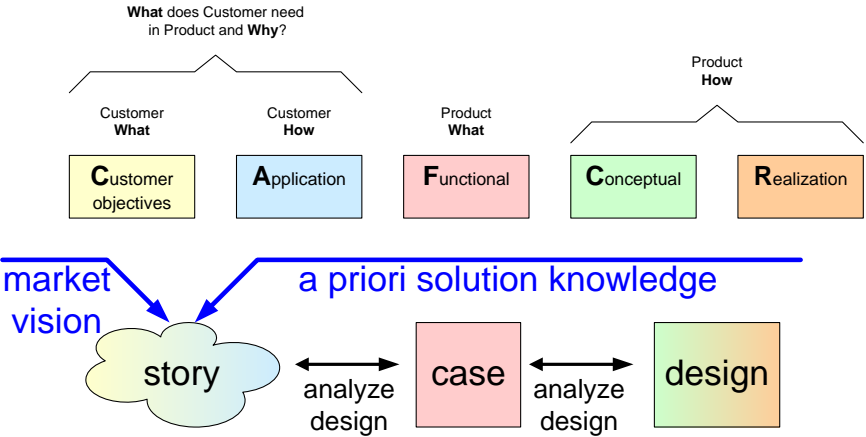 What does Customer need
in Product and Why?
Product
How
Customer
What
Customer
How
Product
What
Customer
objectives
Application
Functional
Conceptual
Realization
market
vision
a priori solution knowledge
story
analyze
design
case
analyze
design
design